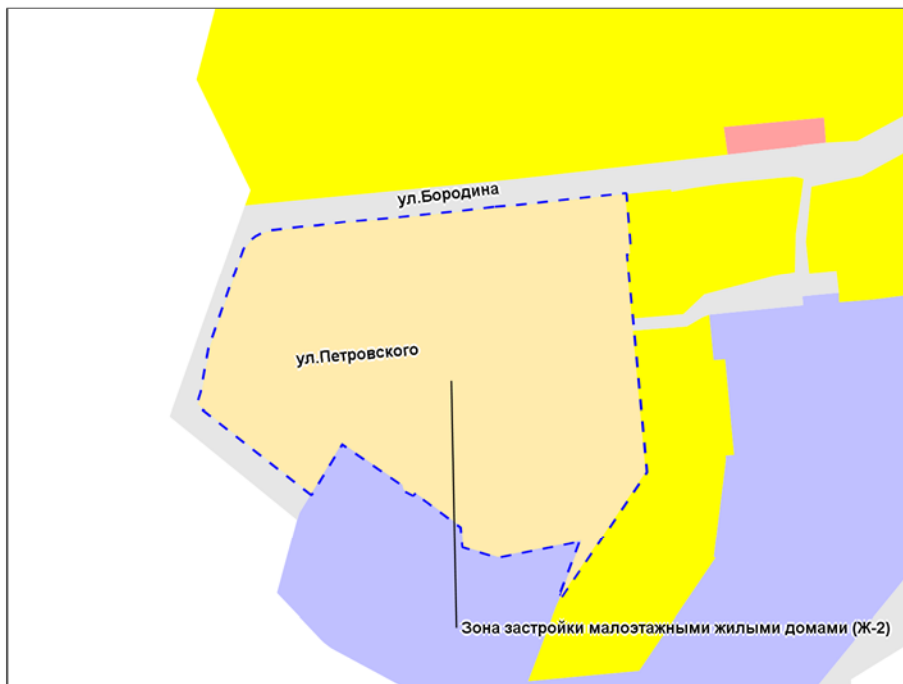 ул.Бородина
ул.Петровского
Зона застройки малоэтажными жилыми домами (Ж-2)